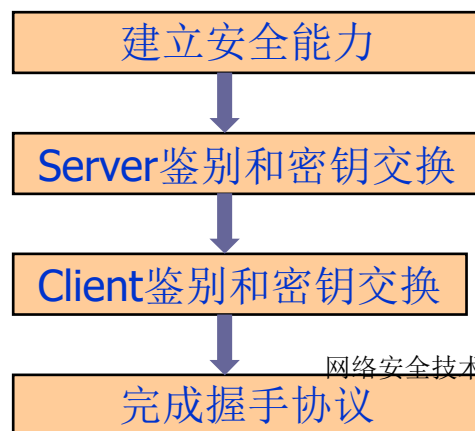 建立安全能力
Server鉴别和密钥交换
Client鉴别和密钥交换
网络安全技术
完成握手协议